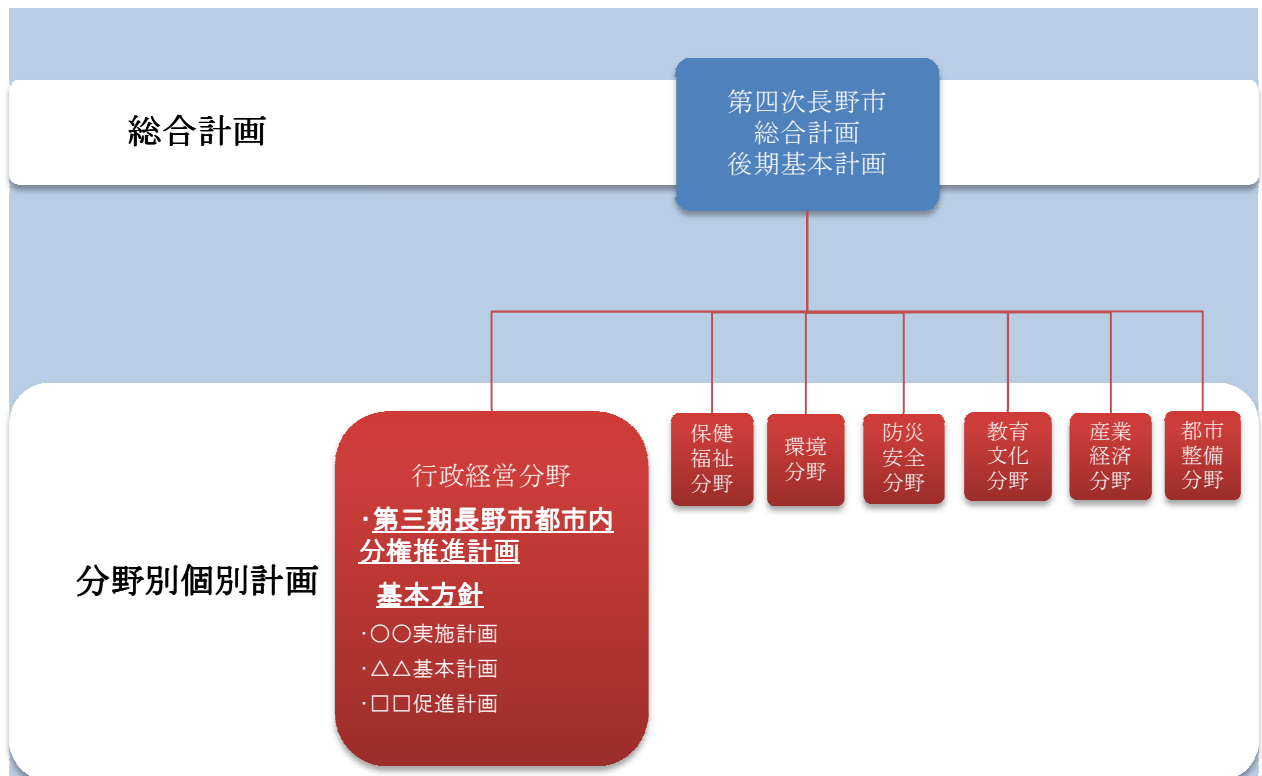 総合計画
第四次長野市
総合計画
後期基本計画
分野別個別計画
行政経営分野
・第三期長野市都市内
分権推進計画
基本方針
・〇〇実施計画
・△△基本計画
・□□促進計画
保健
福祉
分野
環境
分野
防災
安全
分野
教育
文化
分野
産業
経済
分野
都市
整備
分野